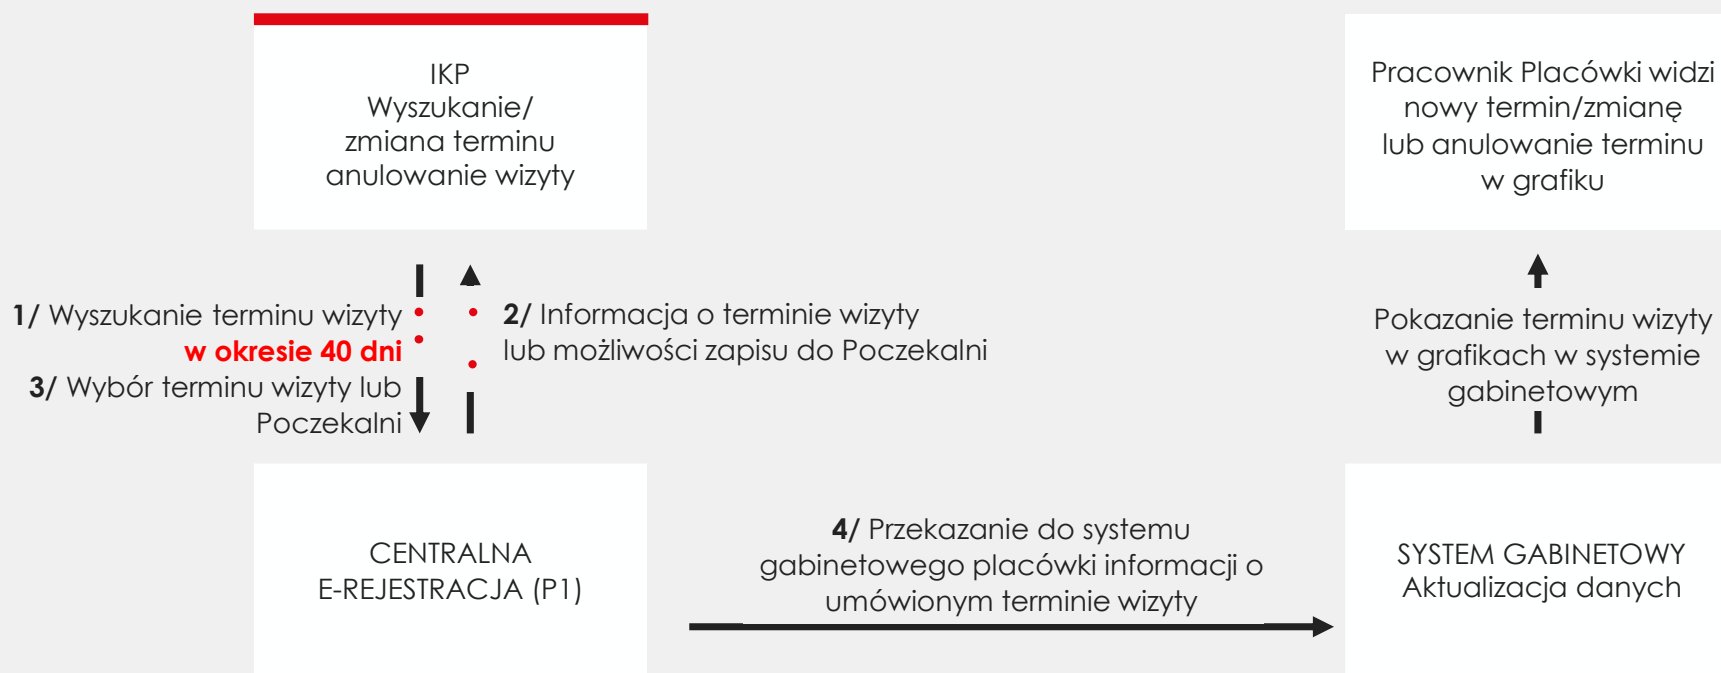 IKP
Wyszukanie/
zmiana terminu
anulowanie wizyty
Pracownik Placówki widzi
nowy termin/zmianę
lub anulowanie terminu
w grafiku
1/ Wyszukanie terminu wizyty
w okresie 40 dni
3/ Wybór terminu wizyty lub
Poczekalni
2/ Informacja o terminie wizyty
lub możliwości zapisu do Poczekalni
Pokazanie terminu wizyty
w grafikach w systemie
gabinetowym
CENTRALNA
E-REJESTRACJA (P1)
4/ Przekazanie do systemu
gabinetowego placówki informacji o
umówionym terminie wizyty
SYSTEM GABINETOWY
Aktualizacja danych